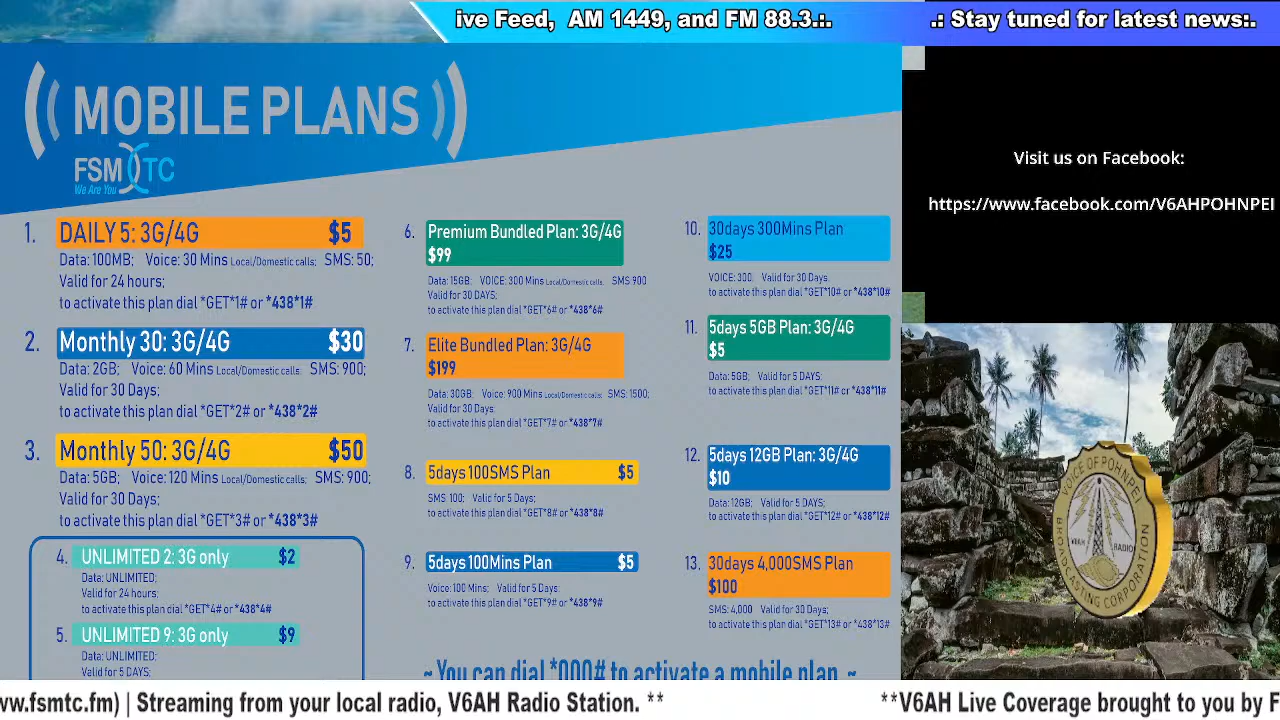 ive Feed, AM 1449, and FM 88.3.:.
.: Stay tuned for latest news:.
MOBILE PLANS
FSMTC
We Are You
1. DAILY 5: 3G/4G $5
Data: 100MB; Voice: 30 Mins Local/Domestic calls; SMS: 50;
Valid for 24 hours;
to activate this plan dial *GET*1# or *438*1#
2. Monthly 30: 3G/4G $30
Data: 2GB; Voice: 60 Mins Local/Domestic calls; SMS: 900;
Valid for 30 Days;
to activate this plan dial *GET*2# or *438*2#
3. Monthly 50: 3G/4G $50
Data: 5GB; Voice: 120 Mins Local/Domestic calls; SMS: 900;
Valid for 30 Days;
to activate this plan dial *GET*3# or *438*3#
4. UNLIMITED 2: 3G only $2
Data: UNLIMITED;
Valid for 24 hours;
to activate this plan dial *GET*4# or *438*4#
5. UNLIMITED 9: 3G only $9
Data: UNLIMITED;
Valid for 5 DAYS;
6. Premium Bundled Plan: 3G/4G
$99
Data: 15GB; VOICE: 300 Mins Local/Domestic calls; SMS 900
Valid for 30 DAYS;
to activate this plan dial *GET*6# or *438*6#
7. Elite Bundled Plan: 3G/4G
$199
Data: 30GB; Voice: 900 Mins Local/Domestic calls; SMS: 1500;
Valid for 30 Days;
to activate this plan dial *GET*7# or *438*7#
8. 5days 100SMS Plan $5
SMS 100; Valid for 5 Days;
to activate this plan dial *GET*8# or *438*8#
9. 5days 100Mins Plan $5
Voice: 100 Mins; Valid for 5 Days;
to activate this plan dial *GET*9# or *438*9#
10. 30days 300Mins Plan
$25
VOICE: 300 Valid for 30 Days;
to activate this plan dial *GET*10# or *438*10#
11. 5days 5GB Plan: 3G/4G
$5
Data: 5GB; Valid for 5 DAYS;
to activate this plan dial *GET*11# or *438*11#
12. 5days 12GB Plan: 3G/4G
$10
Data: 12GB; Valid for 5 DAYS;
to activate this plan dial *GET*12# or *438*12#
13. 30days 4,000SMS Plan
$100
SMS: 4,000 Valid for 30 Days;
to activate this plan dial *GET*13# or *438*13#
~ You can dial *000# to activate a mobile plan ~
Visit us on Facebook:
https://www.facebook.com/V6AHPOHNPEI
VOICE OF POHNPEI
V6AH RADIO
BROADCASTING CORPORATION
ww.fsmtc.fm) | Streaming from your local radio, V6AH Radio Station. **
**V6AH Live Coverage brought to you by F